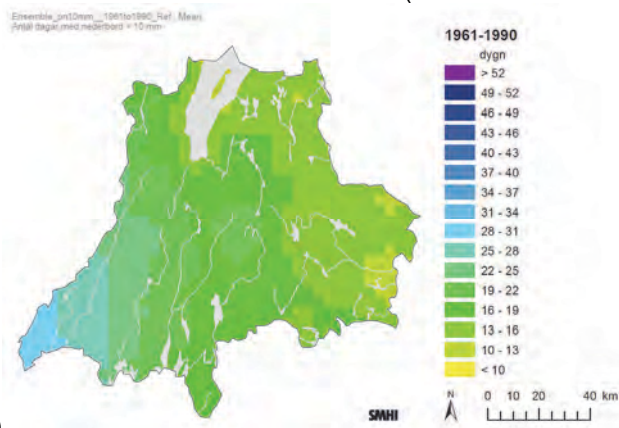 Ensemble_pn10mm__1961to1990_Ref_Mean
Antal dagar med nederbörd > 10 mm
1961-1990
dygn
> 52
49 - 52
46 - 49
43 - 46
40 - 43
37 - 40
34 - 37
31 - 34
28 - 31
25 - 28
22 - 25
19 - 22
16 - 19
13 - 16
10 - 13
< 10
SMHI
N
0 20 40 km